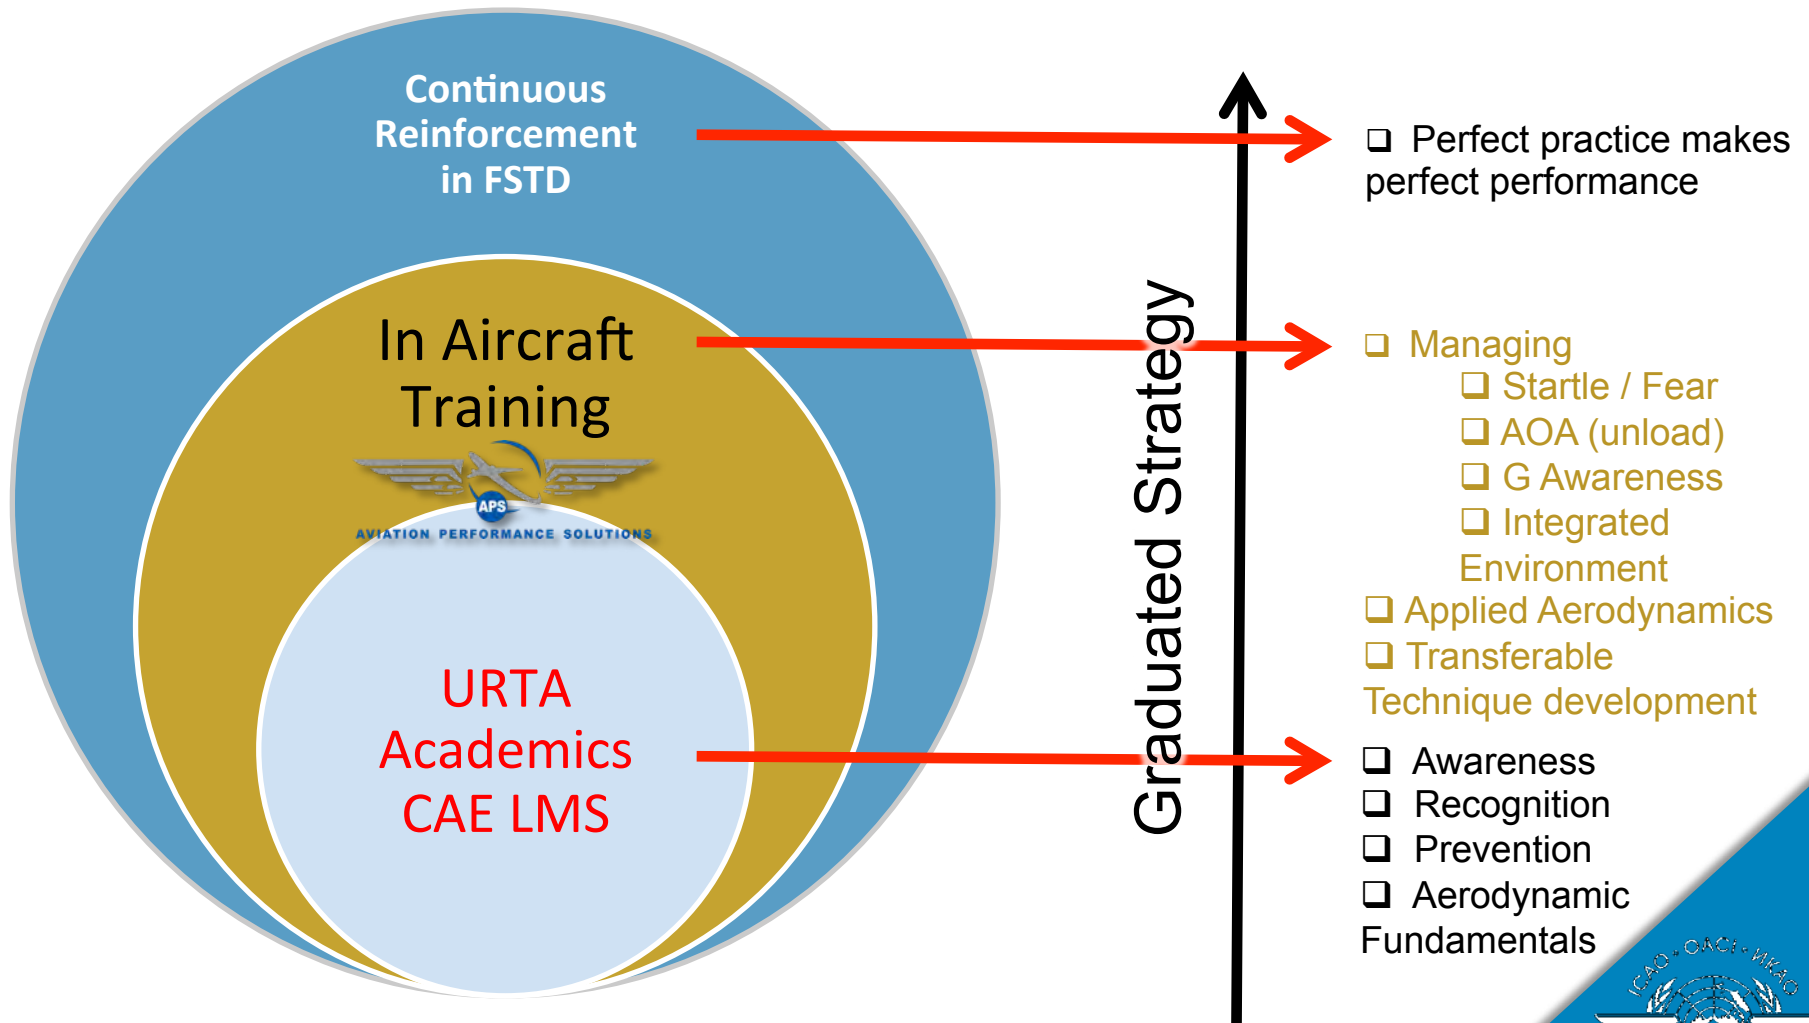 Continuous
Reinforcement
in FSTD
In Aircraft
Training
APS
AVIATION PERFORMANCE SOLUTIONS
URTA
Academics
CAE LMS
Graduated Strategy
❑ Perfect practice makes
perfect performance
❑ Managing
❑ Startle / Fear
❑ AOA (unload)
❑ G Awareness
❑ Integrated
Environment
❑ Applied Aerodynamics
❑ Transferable
Technique development
❑ Awareness
❑ Recognition
❑ Prevention
❑ Aerodynamic
Fundamentals
ICAO · OACI · ИКАО